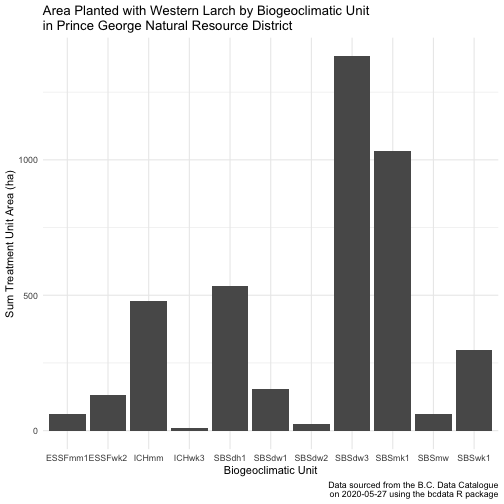 Area Planted with Western Larch by Biogeoclimatic Unit
in Prince George Natural Resource District
Sum Treatment Unit Area (ha)
1000
500
0
ESSFmm1 ESSFwk2 ICHmm ICHwk3 SBSdh1 SBSdw1 SBSdw2 SBSdw3 SBSmk1 SBSmw SBSwk1
Biogeoclimatic Unit
Data sourced from the B.C. Data Catalogue
on 2020-05-27 using the bcdata R package